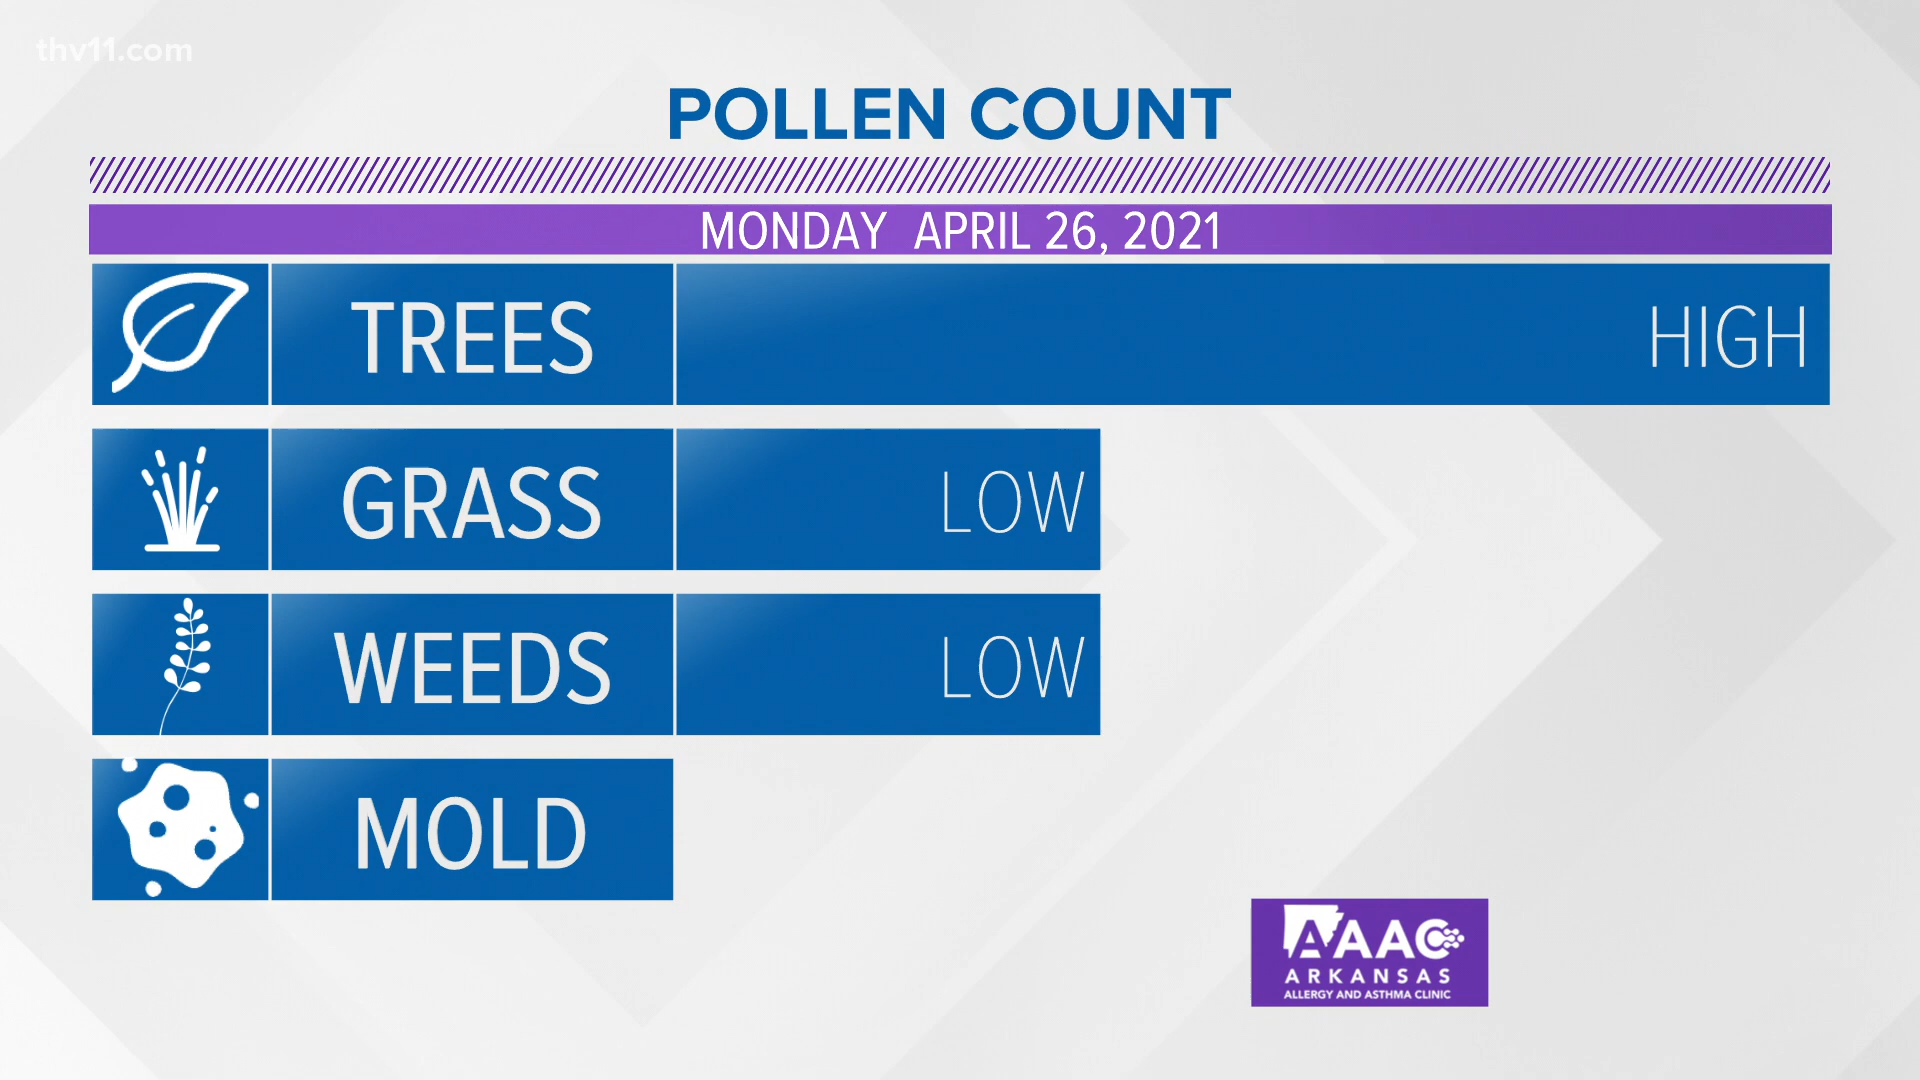 thv11.com
POLLEN COUNT
MONDAY APRIL 26, 2021
TREES HIGH
GRASS LOW
WEEDS LOW
MOLD
AAAC
ARKANSAS
ALLERGY AND ASTHMA CLINIC